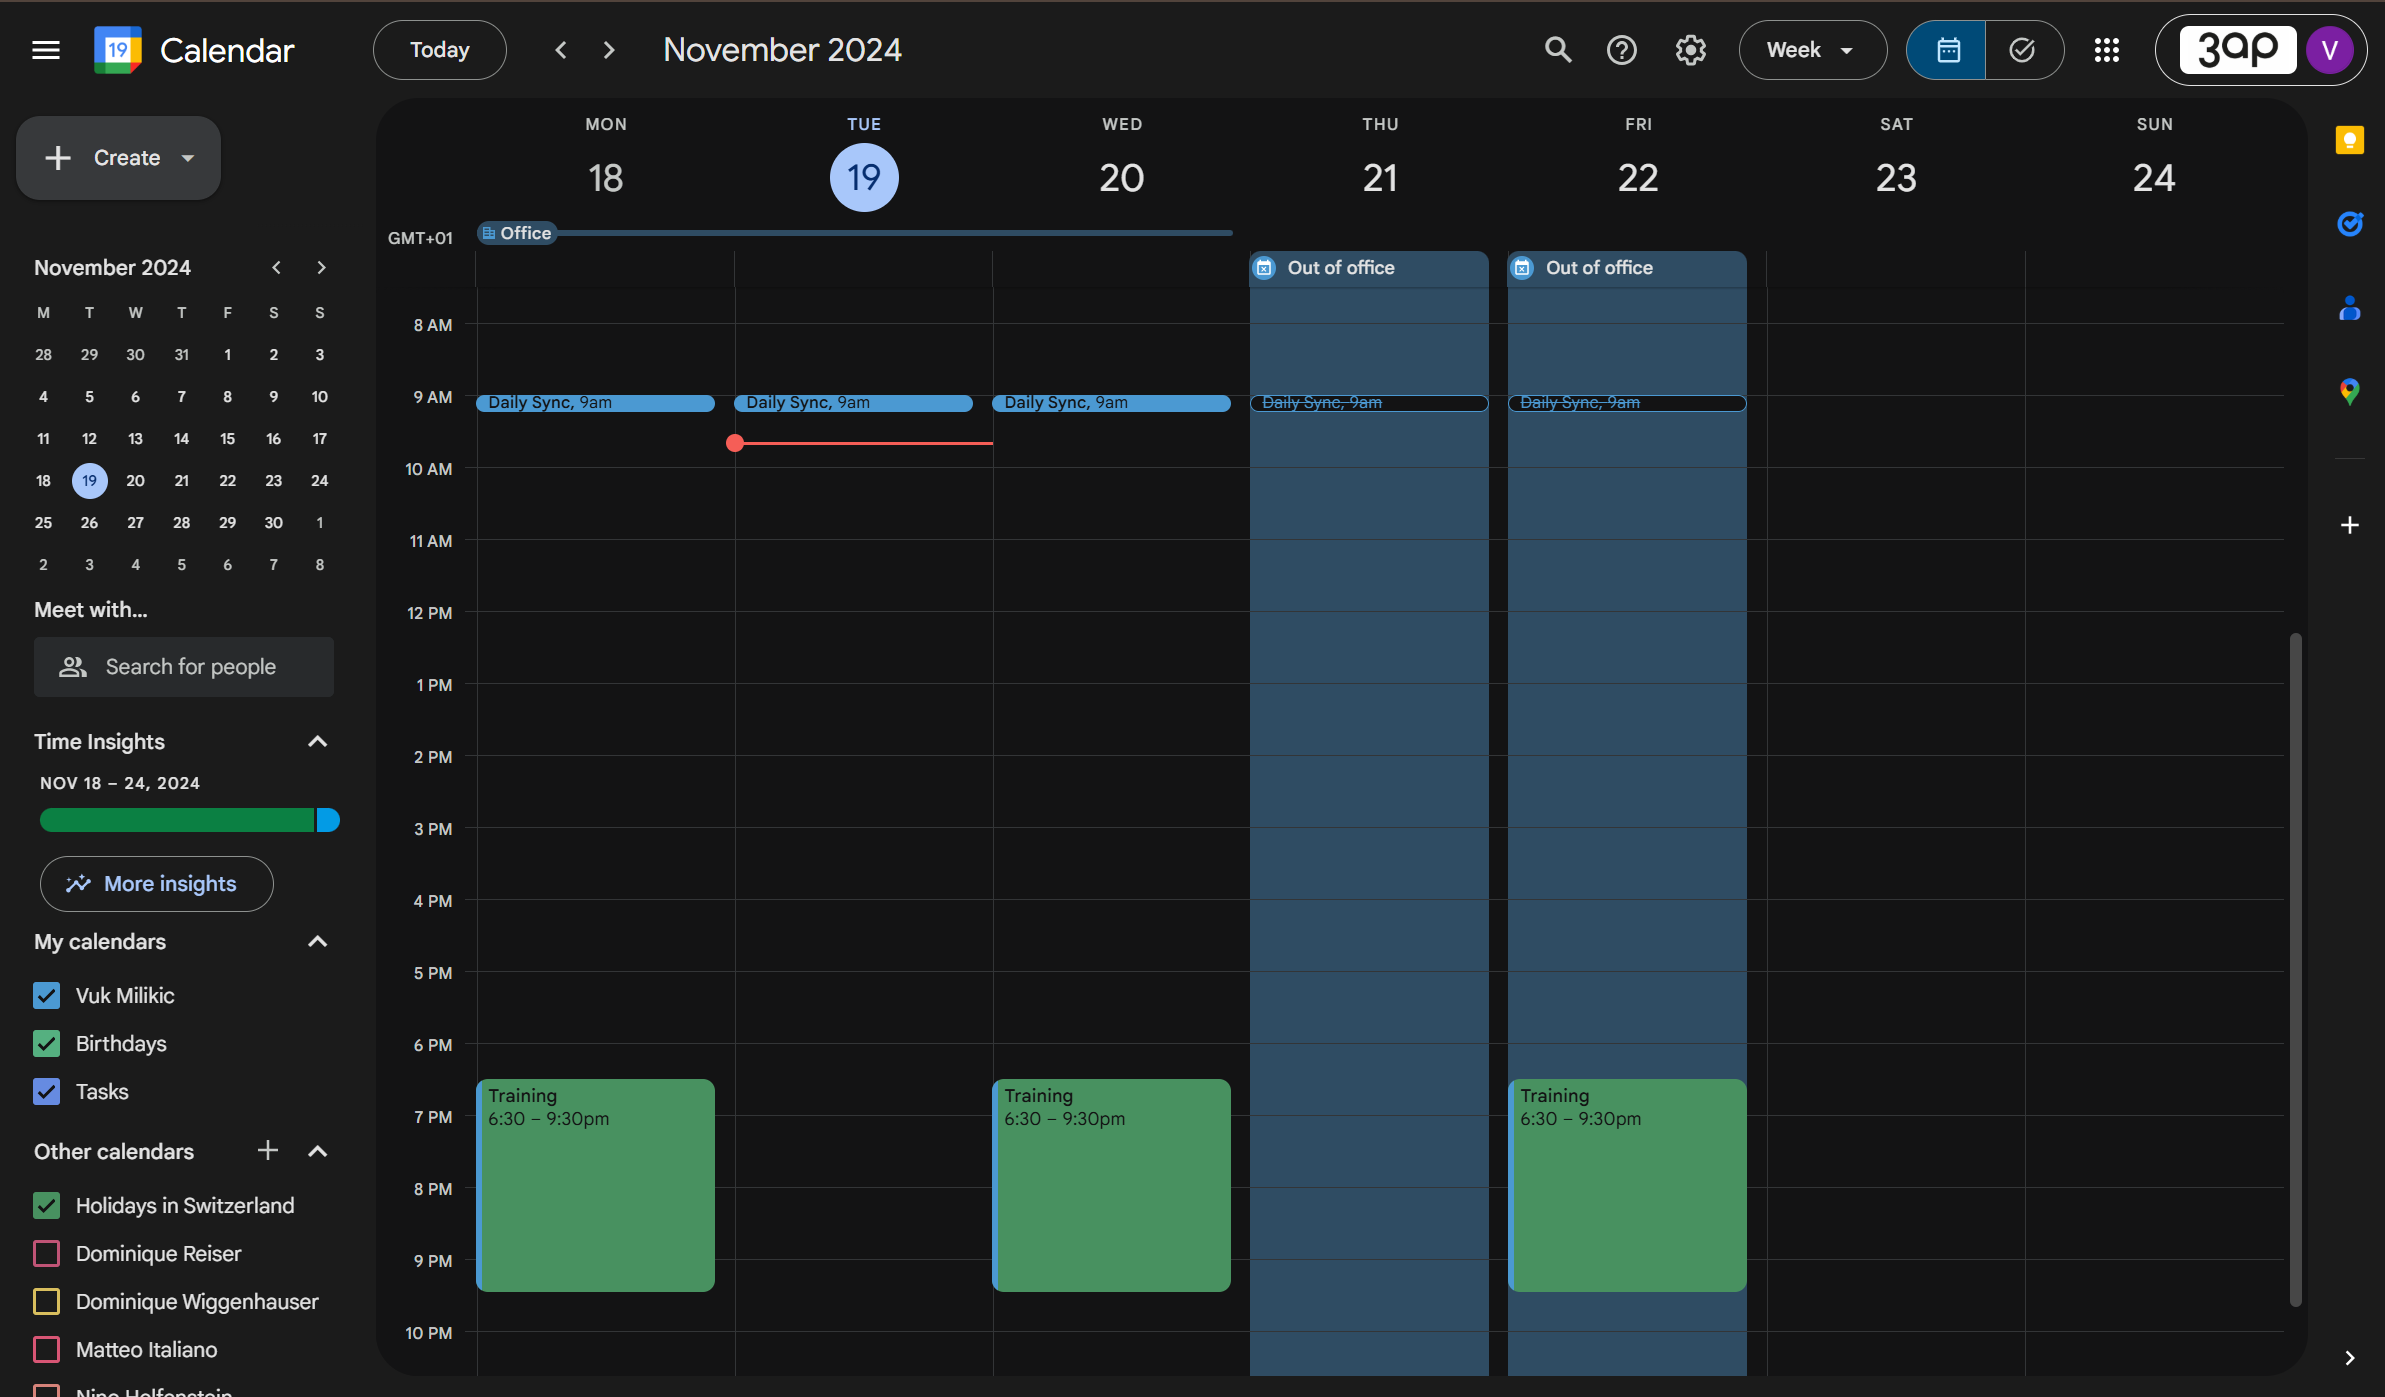 19 Calendar Today November 2024 Week 3ap V
Create
MON TUE WED THU FRI SAT SUN
18 19 20 21 22 23 24
GMT+01 Office
Out of office Out of office
November 2024
M T W T F S S
28 29 30 31 1 2 3
4 5 6 7 8 9 10
11 12 13 14 15 16 17
18 19 20 21 22 23 24
25 26 27 28 29 30 1
2 3 4 5 6 7 8
Meet with...
Search for people
Time Insights
NOV 18 – 24, 2024
More insights
My calendars
Vuk Milikic
Birthdays
Tasks
Other calendars
Holidays in Switzerland
Dominique Reiser
Dominique Wiggenhauser
Matteo Italiano
8 AM
9 AM
Daily Sync, 9am Daily Sync, 9am Daily Sync, 9am Daily Sync, 9am Daily Sync, 9am
10 AM
11 AM
12 PM
1 PM
2 PM
3 PM
4 PM
5 PM
6 PM
Training Training Training
6:30 – 9:30pm 6:30 – 9:30pm 6:30 – 9:30pm
7 PM
8 PM
9 PM
10 PM